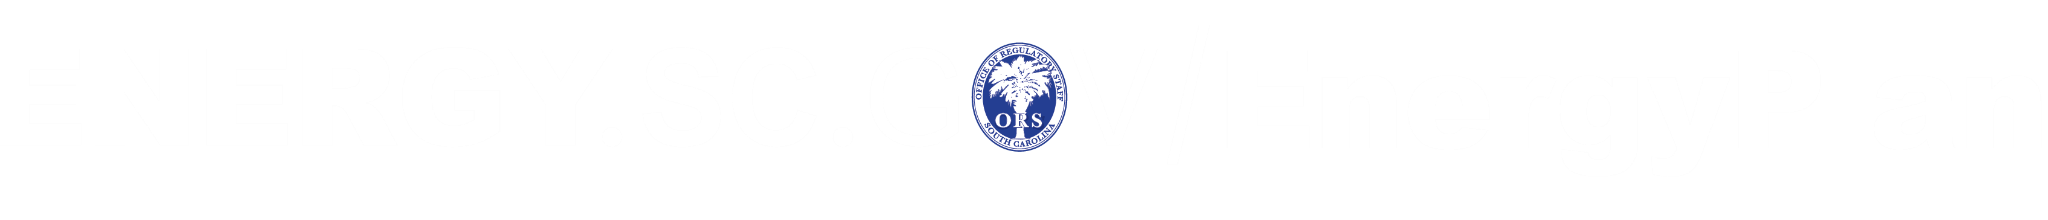 OFFICE OF REGULATORY STAFF
ORS
SOUTH CAROLINA